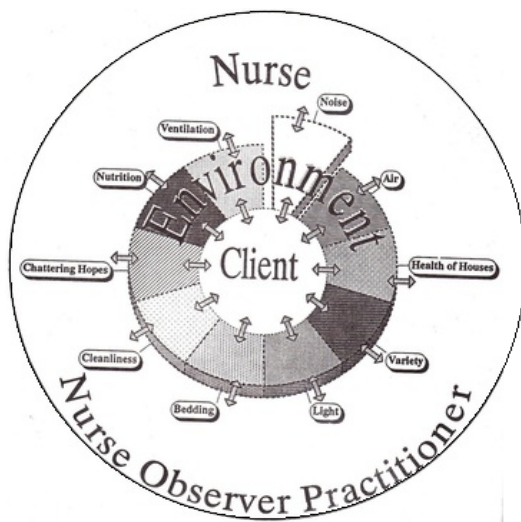 Nurse
Noise
Ventilation
Nutrition
Environment
Air
Client
Chattering Hopes
Health of Houses
Cleanliness
Variety
Bedding
Light
Nurse Observer Practitioner